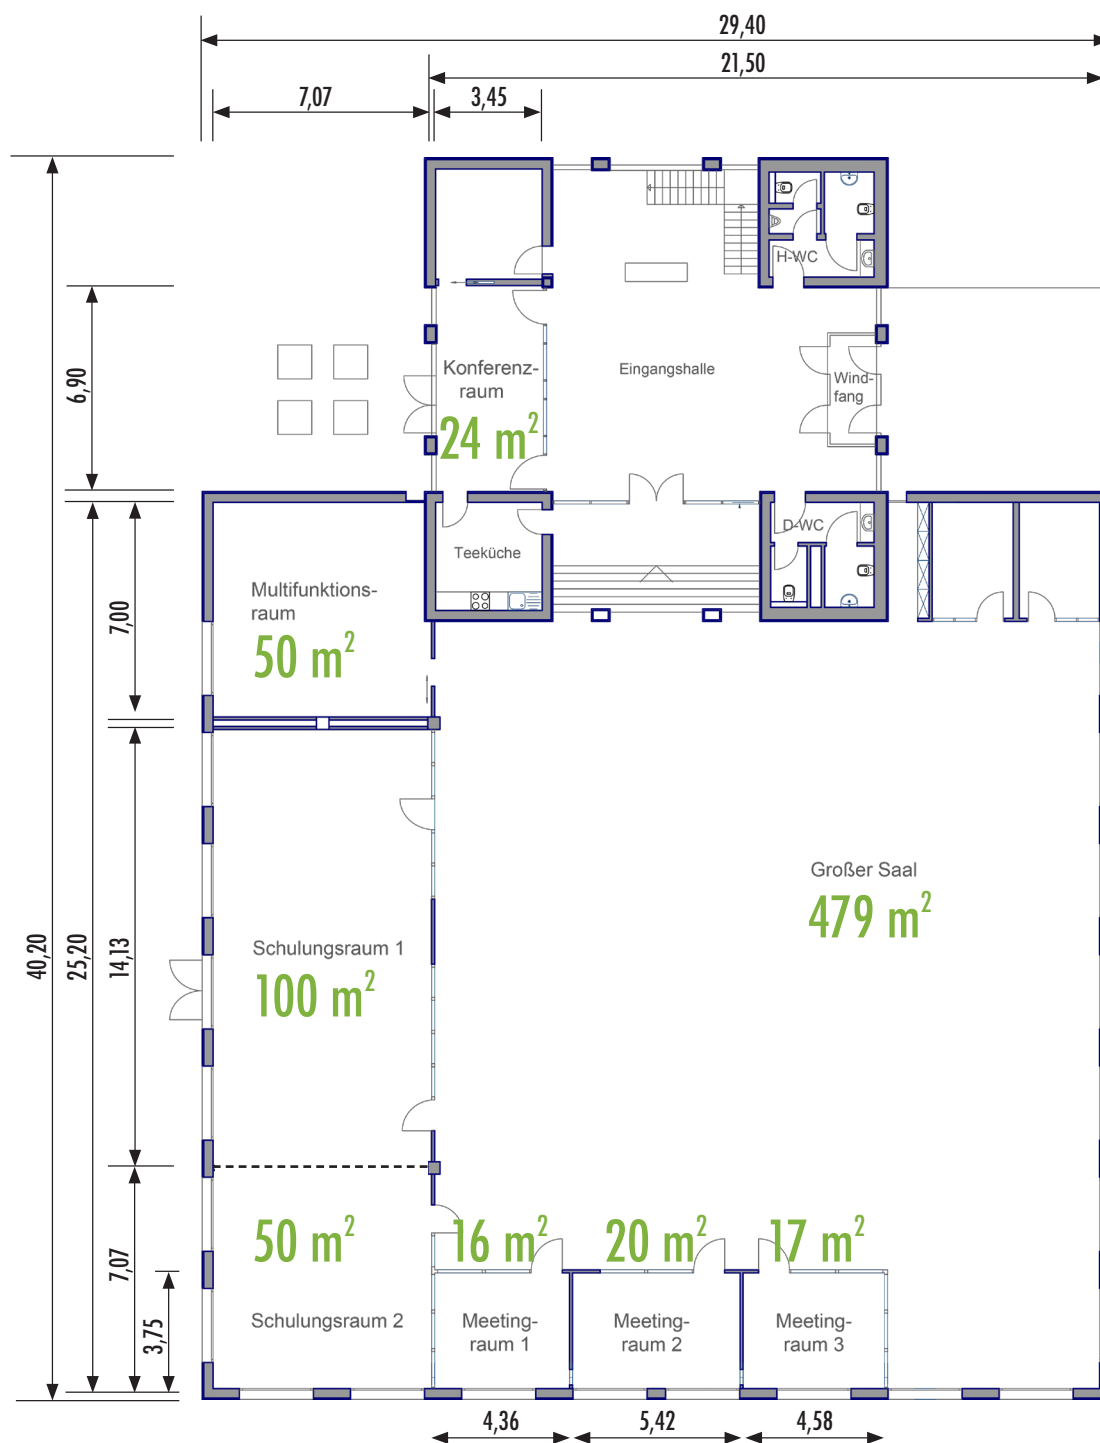 29,40
21,50
7,07
3,45
H-WC
Konferenz-
raum
24 m²
Eingangshalle
Wind-
fang
6,90
D-WC
Teeküche
Multifunktions-
raum
50 m²
7,00
Großer Saal
479 m²
40,20
25,20
14,13
Schulungsraum 1
100 m²
7,07
3,75
50 m²
Schulungsraum 2
16 m²
20 m²
17 m²
Meeting-
raum 1
Meeting-
raum 2
Meeting-
raum 3
4,36
5,42
4,58